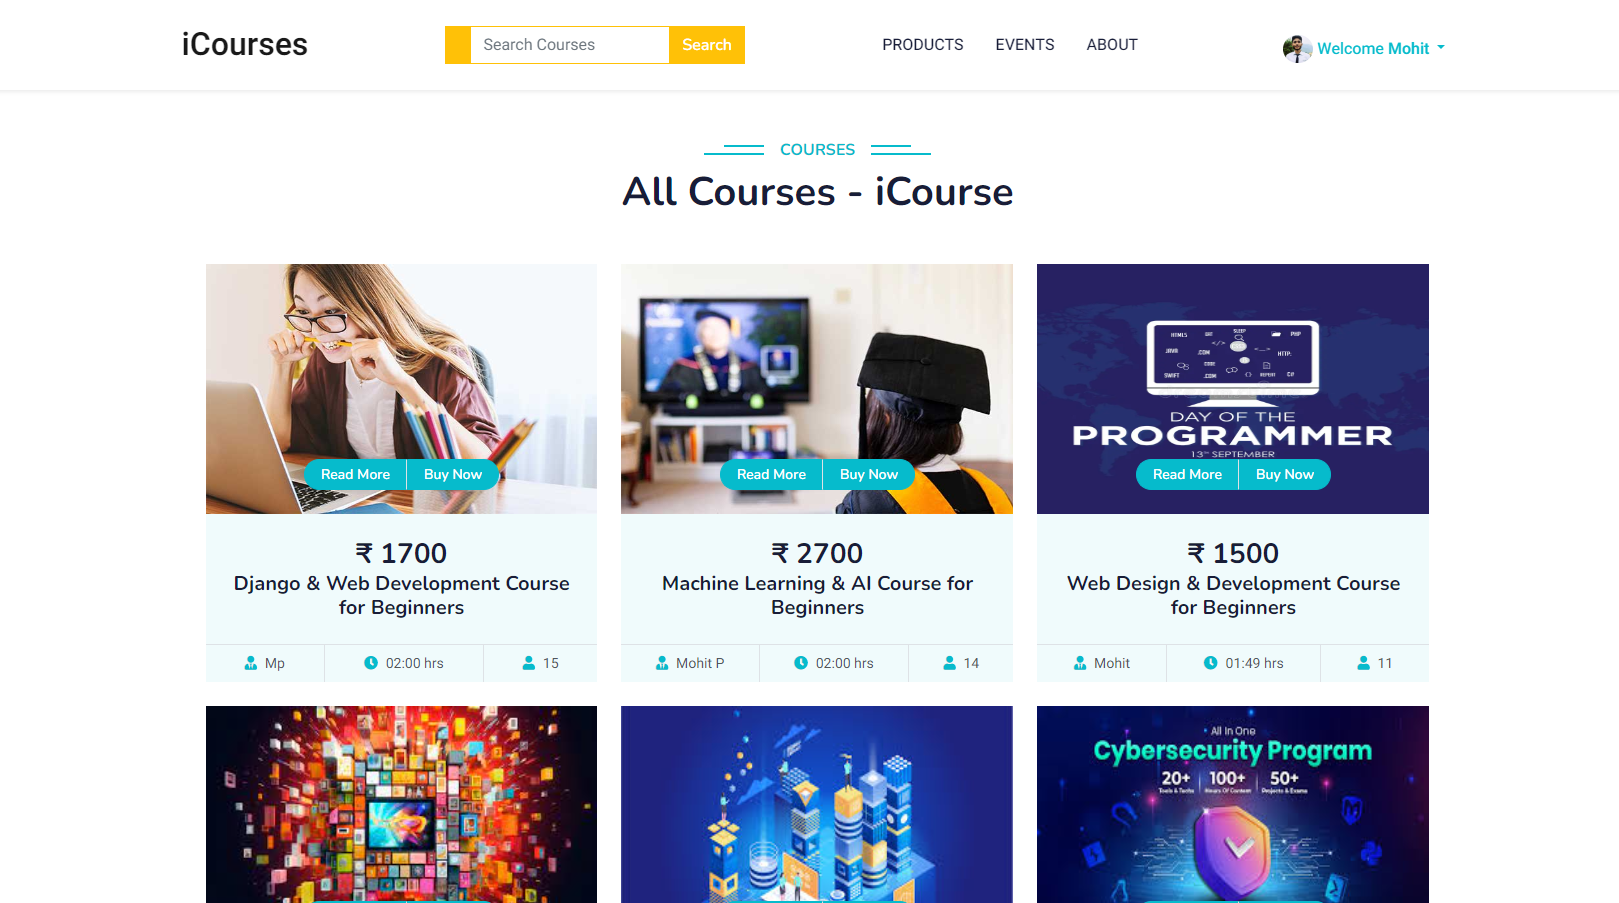 iCourses
Search Courses
Search
PRODUCTS
EVENTS
ABOUT
Welcome Mohit
COURSES
All Courses - iCourse
Read More
Buy Now
₹ 1700
Django & Web Development Course
for Beginners
Mp
02:00 hrs
15
Read More
Buy Now
₹ 2700
Machine Learning & AI Course for
Beginners
Mohit P
02:00 hrs
14
HTML5
SLEEP
PHP
JAVA
.COM
HTTP:
CODE
SWIFT
.COM
REPEAT
C#
DAY OF THE
PROGRAMMER
13TH SEPTEMBER
Read More
Buy Now
₹ 1500
Web Design & Development Course
for Beginners
Mohit
01:49 hrs
11
All In One
Cybersecurity Program
20+ 100+ 50+
Tools & Techs Hours Of Content Projects & Exams